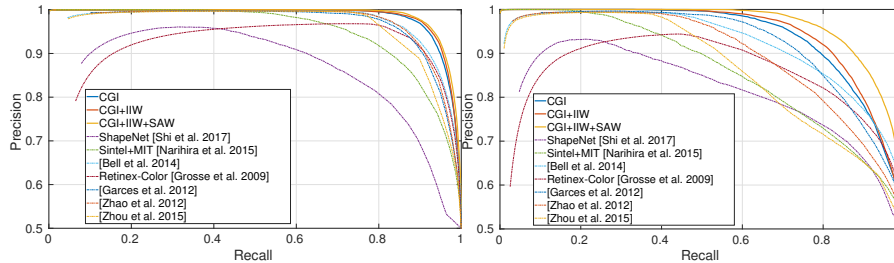 1
0.9
0.8
0.7
0.6
0.5
Precision
0
0.2
0.4
0.6
0.8
1
Recall
CGI
CGI+IIW
CGI+IIW+SAW
ShapeNet [Shi et al. 2017]
Sintel+MIT [Narihira et al. 2015]
[Bell et al. 2014]
Retinex-Color [Grosse et al. 2009]
[Garces et al. 2012]
[Zhao et al. 2012]
[Zhou et al. 2015]
1
0.9
0.8
0.7
0.6
0.5
Precision
0
0.2
0.4
0.6
0.8
Recall
CGI
CGI+IIW
CGI+IIW+SAW
ShapeNet [Shi et al. 2017]
Sintel+MIT [Narihira et al. 2015]
[Bell et al. 2014]
Retinex-Color [Grosse et al. 2009]
[Garces et al. 2012]
[Zhao et al. 2012]
[Zhou et al. 2015]